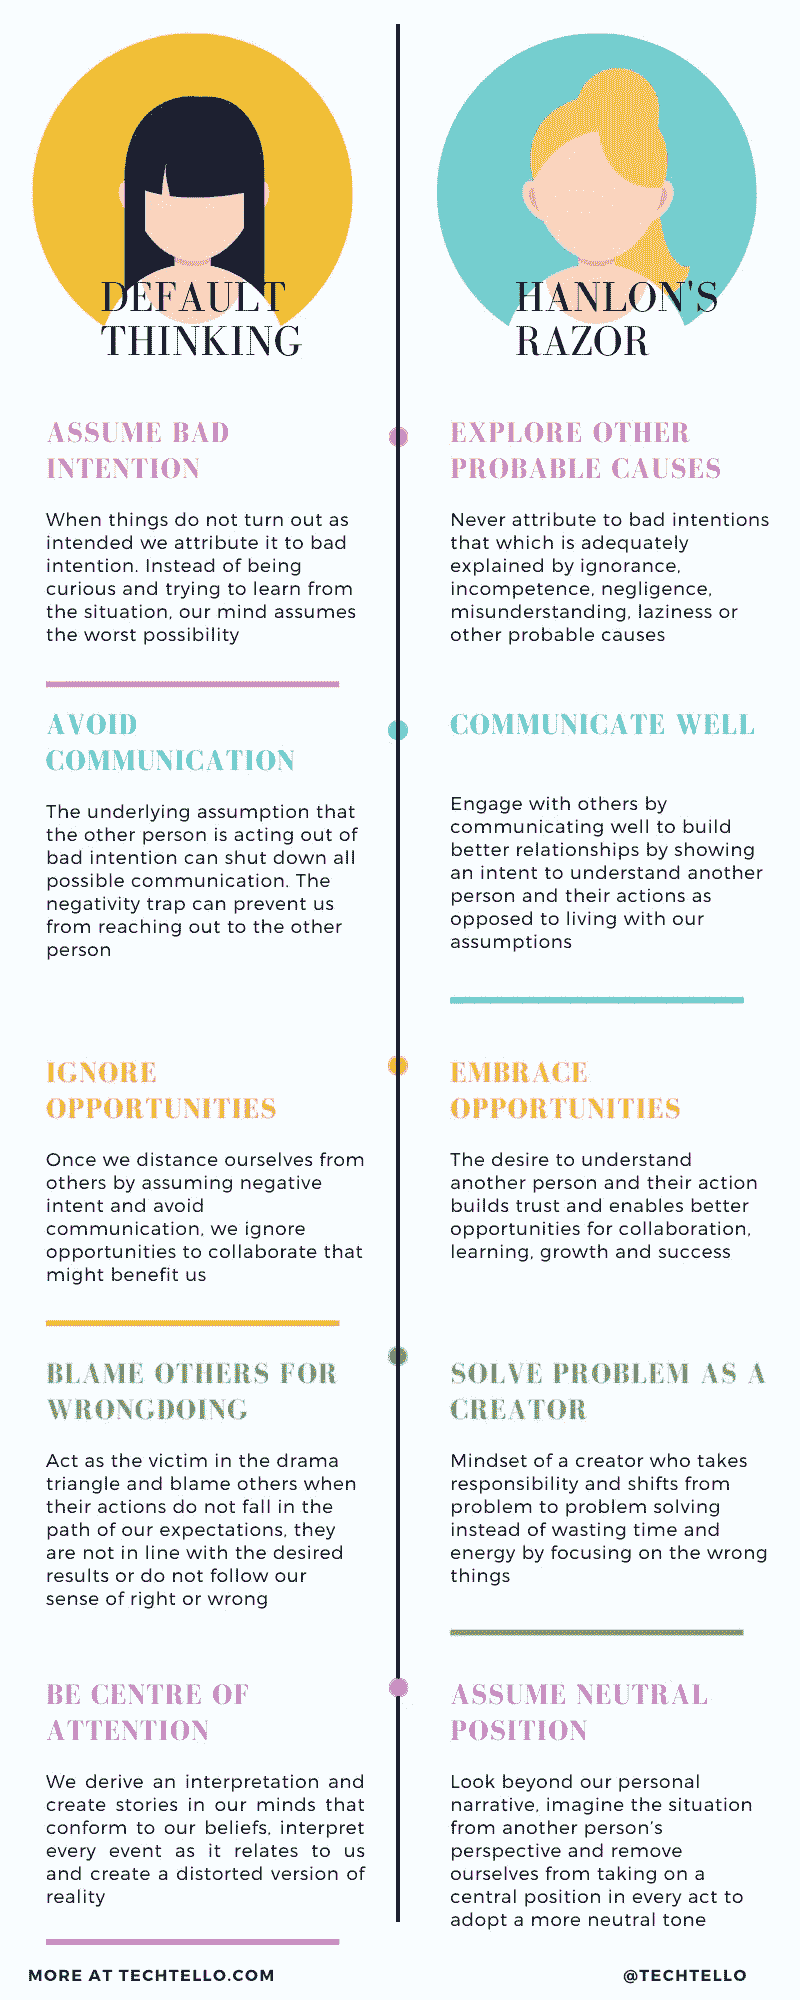 DEFAULT
THINKING
HANLON'S
RAZOR
ASSUME BAD
INTENTION
When things do not turn out as
intended we attribute it to bad
intention. Instead of being
curious and trying to learn from
the situation, our mind assumes
the worst possibility
EXPLORE OTHER
PROBABLE CAUSES
Never attribute to bad intentions
that which is adequately
explained by ignorance,
incompetence, negligence,
misunderstanding, laziness or
other probable causes
AVOID
COMMUNICATION
The underlying assumption that
the other person is acting out of
bad intention can shut down all
possible communication. The
negativity trap can prevent us
from reaching out to the other
person
COMMUNICATE WELL
Engage with others by
communicating well to build
better relationships by showing
an intent to understand another
person and their actions as
opposed to living with our
assumptions
IGNORE
OPPORTUNITIES
Once we distance ourselves from
others by assuming negative
intent and avoid
communication, we ignore
opportunities to collaborate that
might benefit us
EMBRACE
OPPORTUNITIES
The desire to understand
another person and their action
builds trust and enables better
opportunities for collaboration,
learning, growth and success
BLAME OTHERS FOR
WRONGDOING
Act as the victim in the drama
triangle and blame others when
their actions do not fall in the
path of our expectations, they
are not in line with the desired
results or do not follow our
sense of right or wrong
SOLVE PROBLEM AS A
CREATOR
Mindset of a creator who takes
responsibility and shifts from
problem to problem solving
instead of wasting time and
energy by focusing on the wrong
things
BE CENTRE OF
ATTENTION
We derive an interpretation and
create stories in our minds that
conform to our beliefs, interpret
every event as it relates to us
and create a distorted version of
reality
ASSUME NEUTRAL
POSITION
Look beyond our personal
narrative, imagine the situation
from another person's
perspective and remove
ourselves from taking on a
central position in every act to
adopt a more neutral tone
MORE AT TECHTELLO.COM
@TECHTELLO